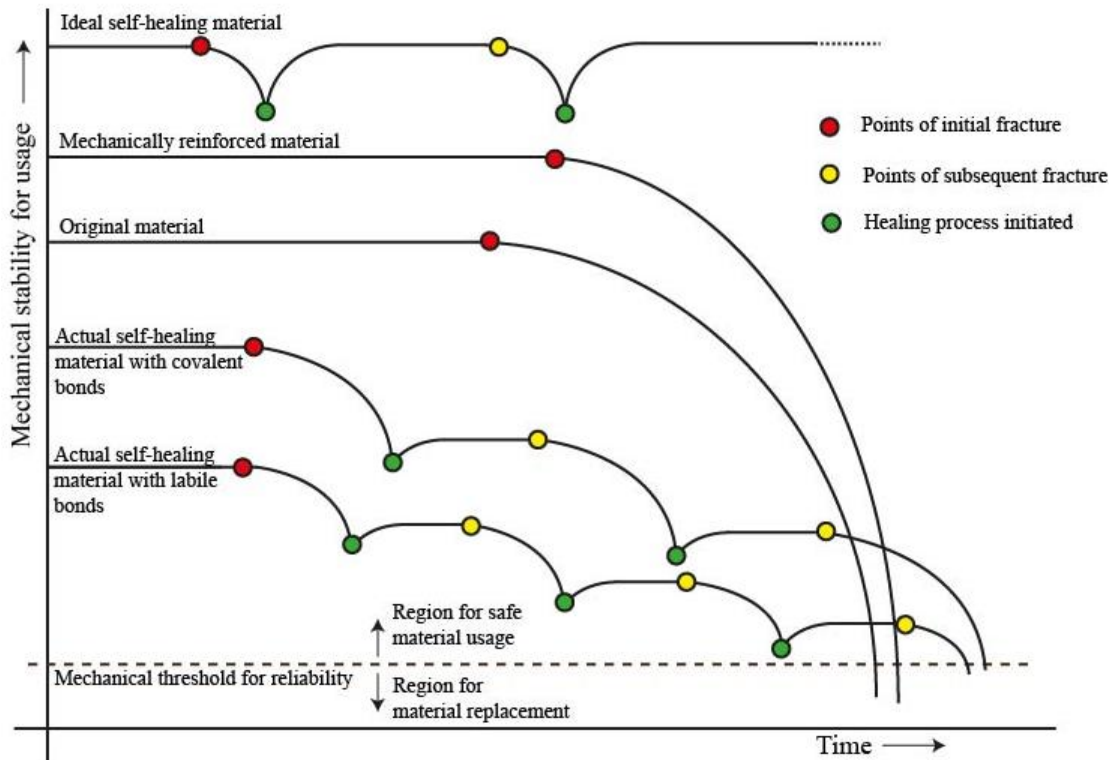 Ideal self-healing material
Mechanically reinforced material
Original material
Actual self-healing
material with covalent
bonds
Actual self-healing
material with labile
bonds
Points of initial fracture
Points of subsequent fracture
Healing process initiated
Region for safe
material usage
Mechanical threshold for reliability
Region for
material replacement
Mechanical stability for usage
Time